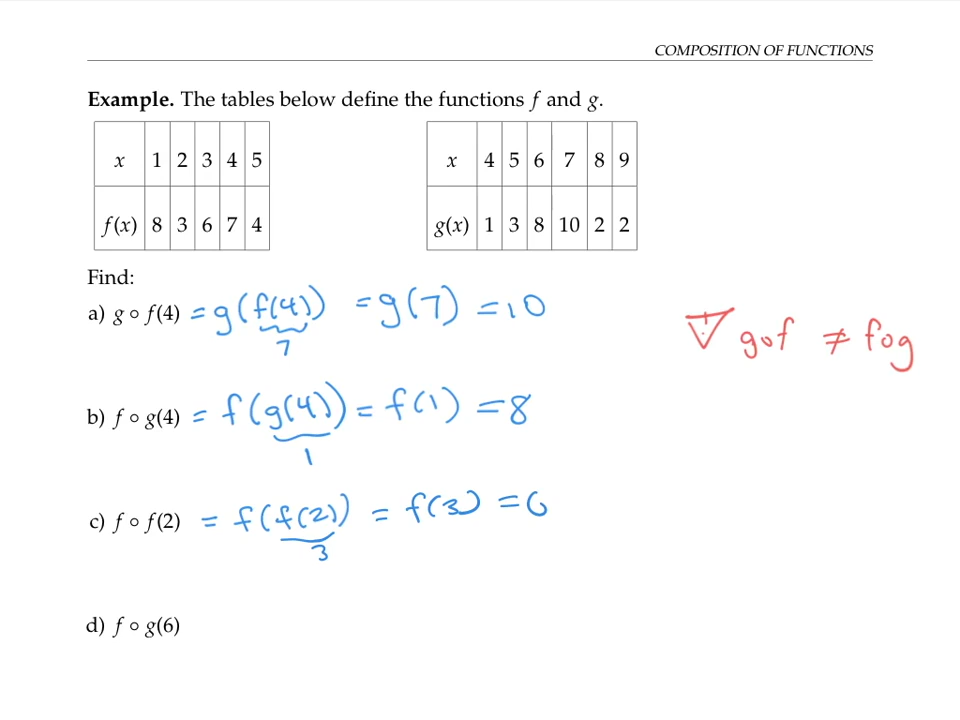 COMPOSITION OF FUNCTIONS
Example. The tables below define the functions f and g.
x 1 2 3 4 5
f(x) 8 3 6 7 4
x 4 5 6 7 8 9
g(x) 1 3 8 10 2 2
Find:
a) g ∘ f(4) = g(f(4)) = g(7) = 10
7
g∘f ≠ f∘g
b) f ∘ g(4) = f(g(4)) = f(1) = 8
1
c) f ∘ f(2) = f(f(2)) = f(3) = 6
3
d) f ∘ g(6)